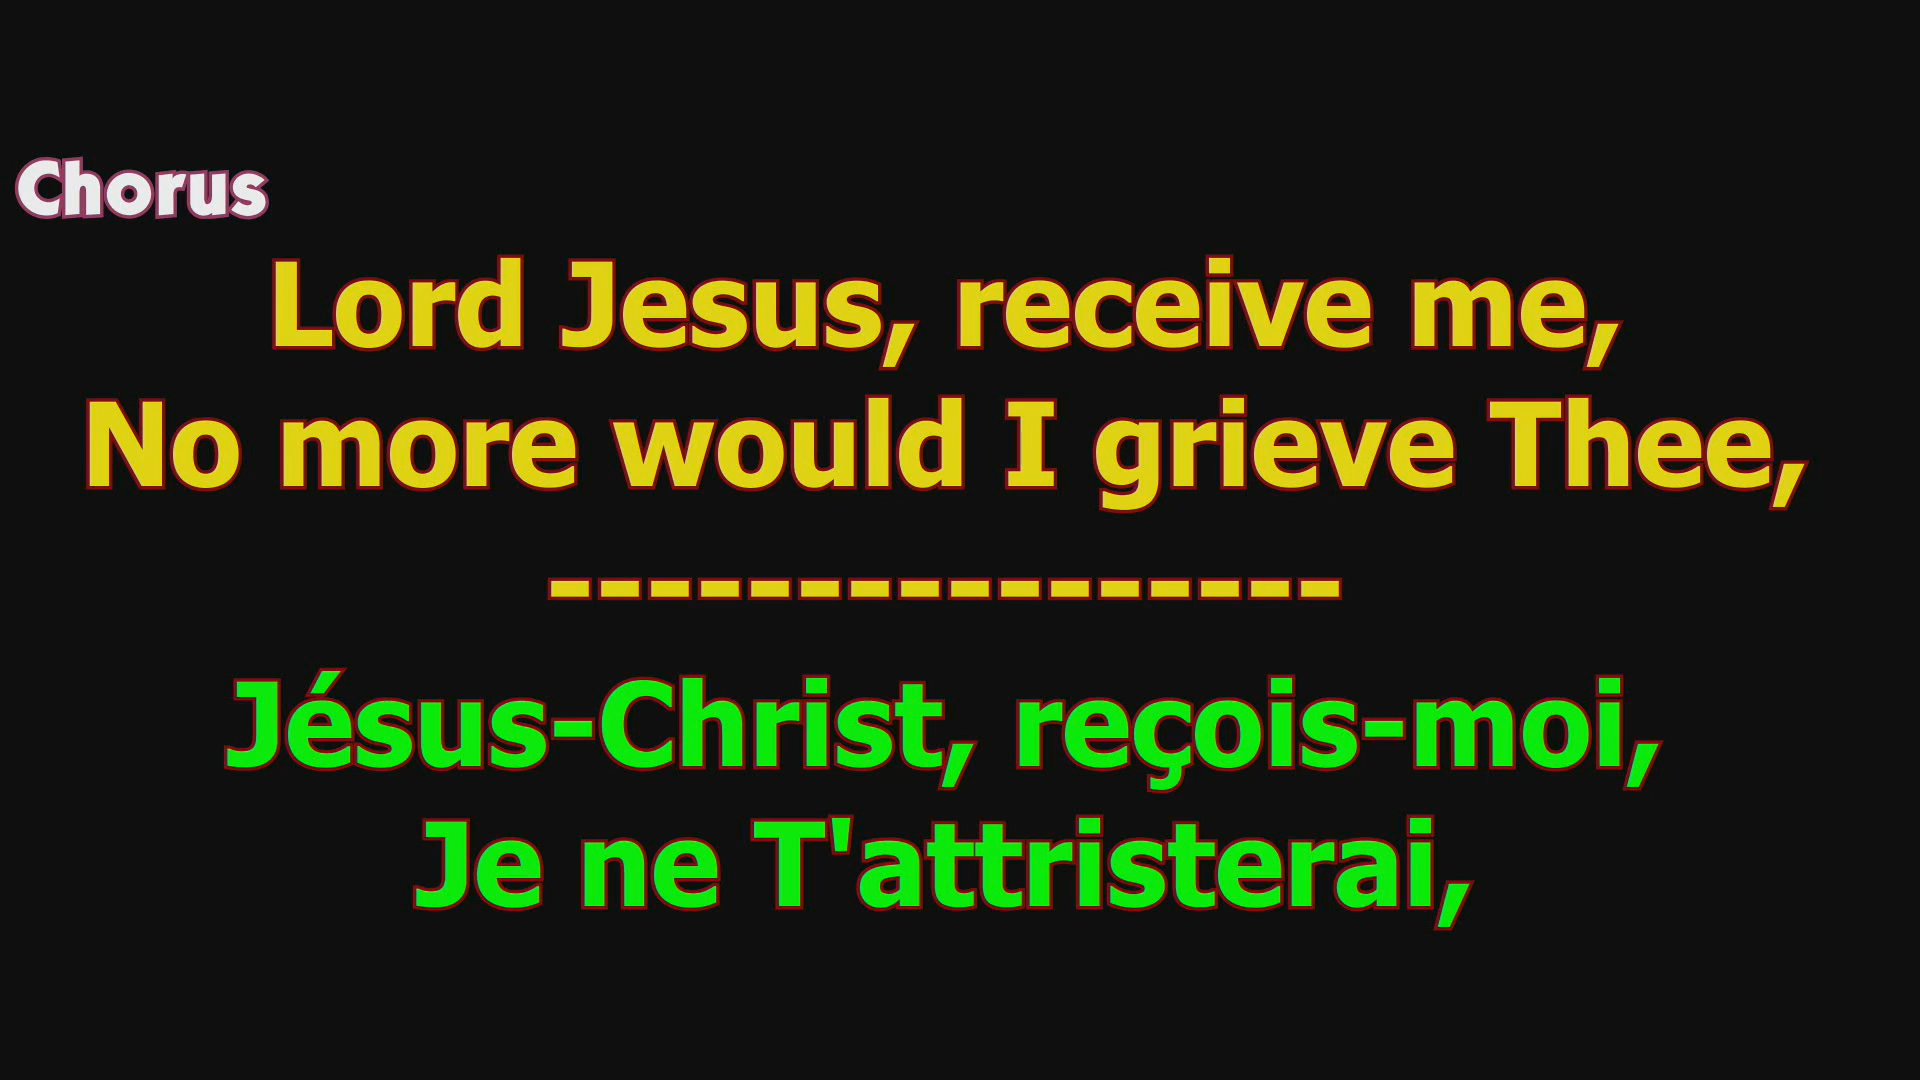 Chorus
Lord Jesus, receive me,
No more would I grieve Thee,
----------------
Jésus-Christ, reçois-moi,
Je ne T'attristerai,